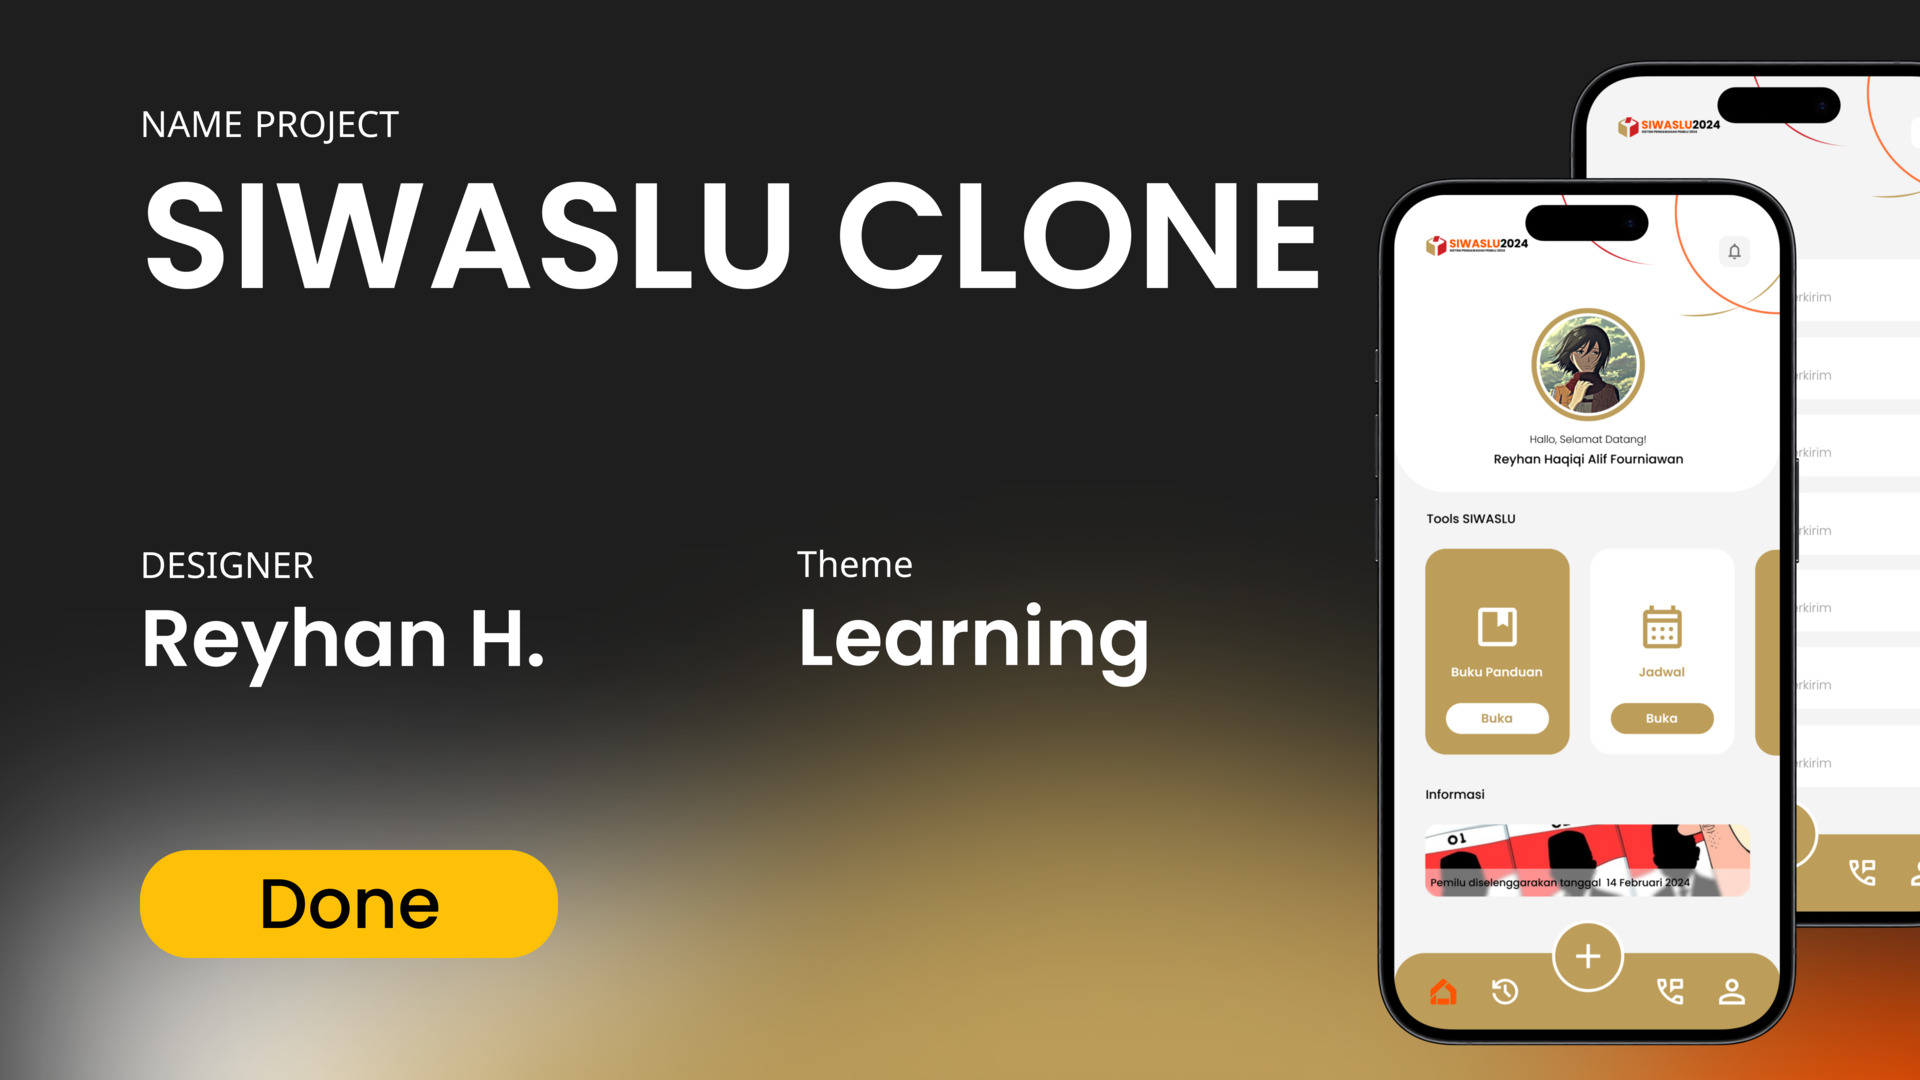 NAME PROJECT
SIWASLU CLONE
DESIGNER
Reyhan H.
Theme
Learning
Done
SIWASLU2024
SIWASLU2024
Hallo, Selamat Datang!
Reyhan Haqiqi Alif Fourniawan
Tools SIWASLU
Buku Panduan
Buka
Jadwal
Buka
Informasi
01
Pemilu diselenggarakan tanggal 14 Februari 2024
rkirim
rkirim
rkirim
rkirim
rkirim
rkirim
rkirim